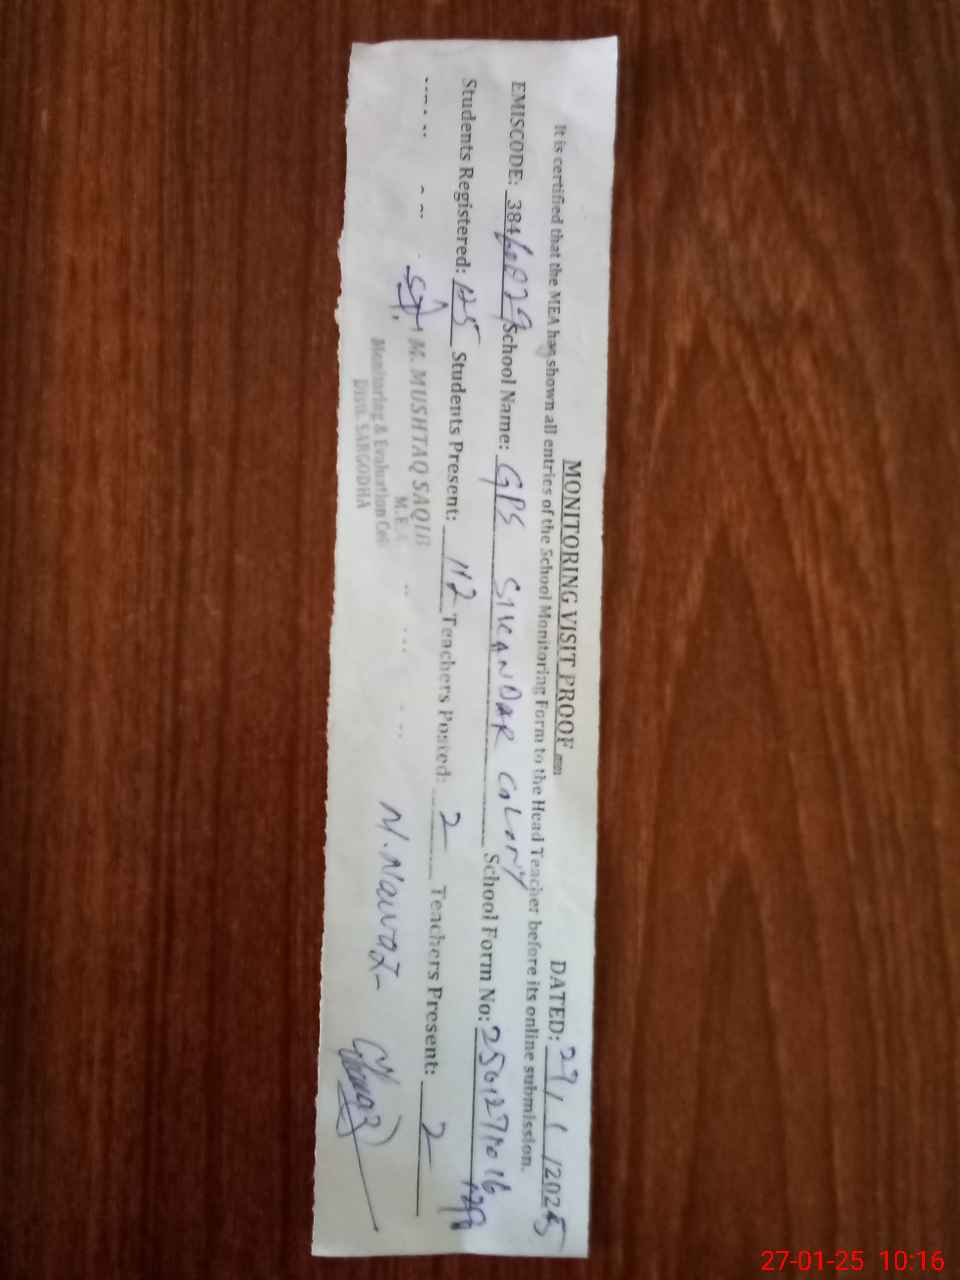 MONITORING VISIT PROOF
DATED: 27/1/2025
It is certified that the MEA has shown all entries of the School Monitoring Form to the Head Teacher before its online submission.
EMISCODE: 384 School Name: GPS SIKANDAR COLONY School Form No:
Students Registered: 125 Students Present: 112 Teachers Posted: 2 Teachers Present: 2
M. MUSHTAQ SAQIB
M.E.A
Monitoring & Evaluation Cell
Distt. SARGODHA
M. Nawaz
27-01-25 10:16